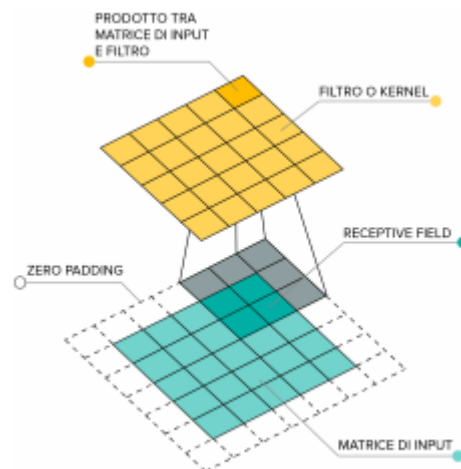 PRODOTTO TRA
MATRICE DI INPUT
E FILTRO
FILTRO O KERNEL
RECEPTIVE FIELD
ZERO PADDING
MATRICE DI INPUT